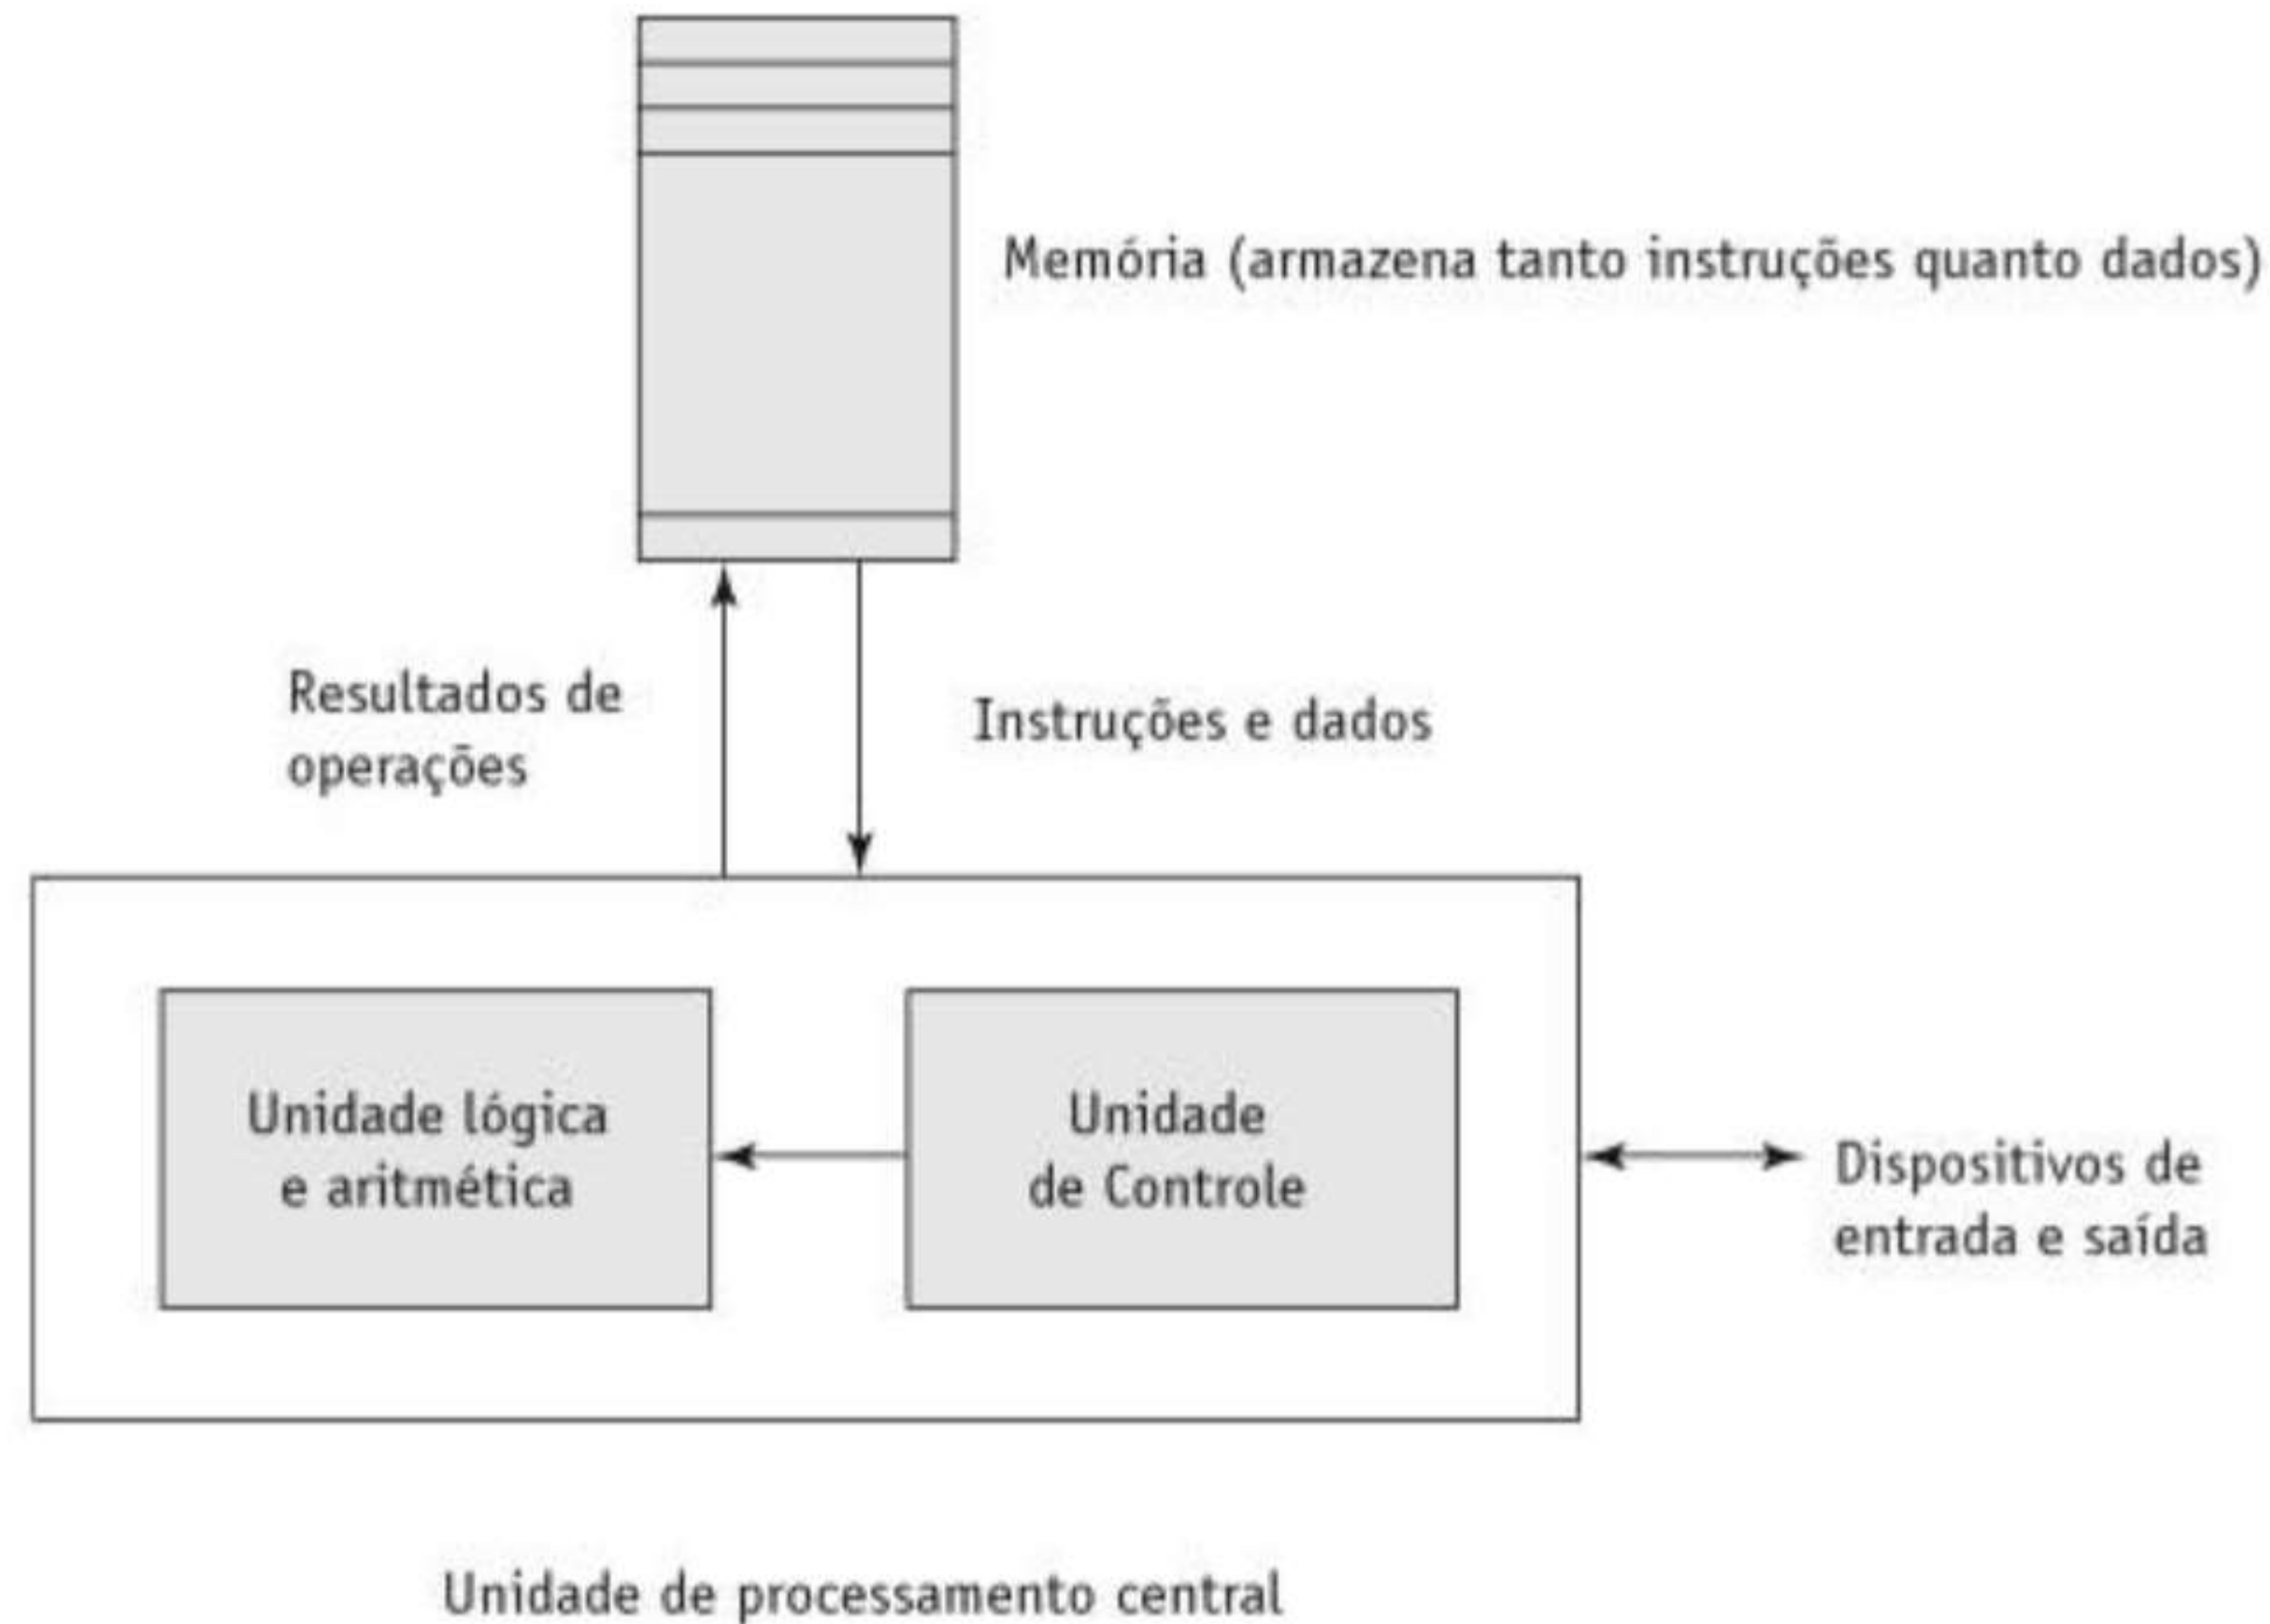 Memória (armazena tanto instruções quanto dados)
Resultados de
operações
Instruções e dados
Unidade lógica
e aritmética
Unidade
de Controle
Dispositivos de
entrada e saída
Unidade de processamento central